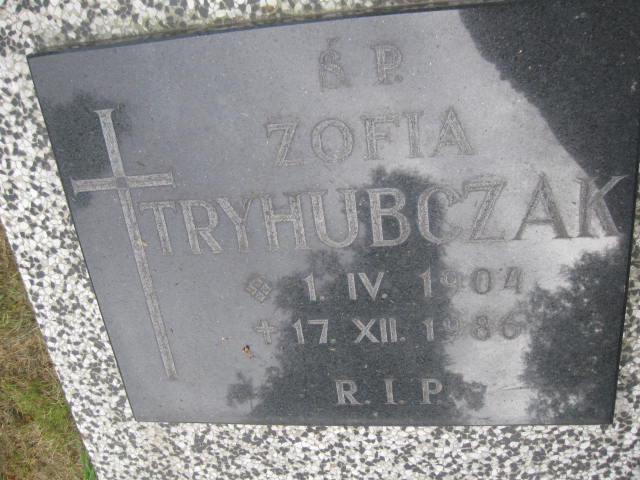 Ś. P.
ZOFIA
TRYHUBCZAK
1. IV. 1904
✝ 17. XII. 1986
R. I. P.